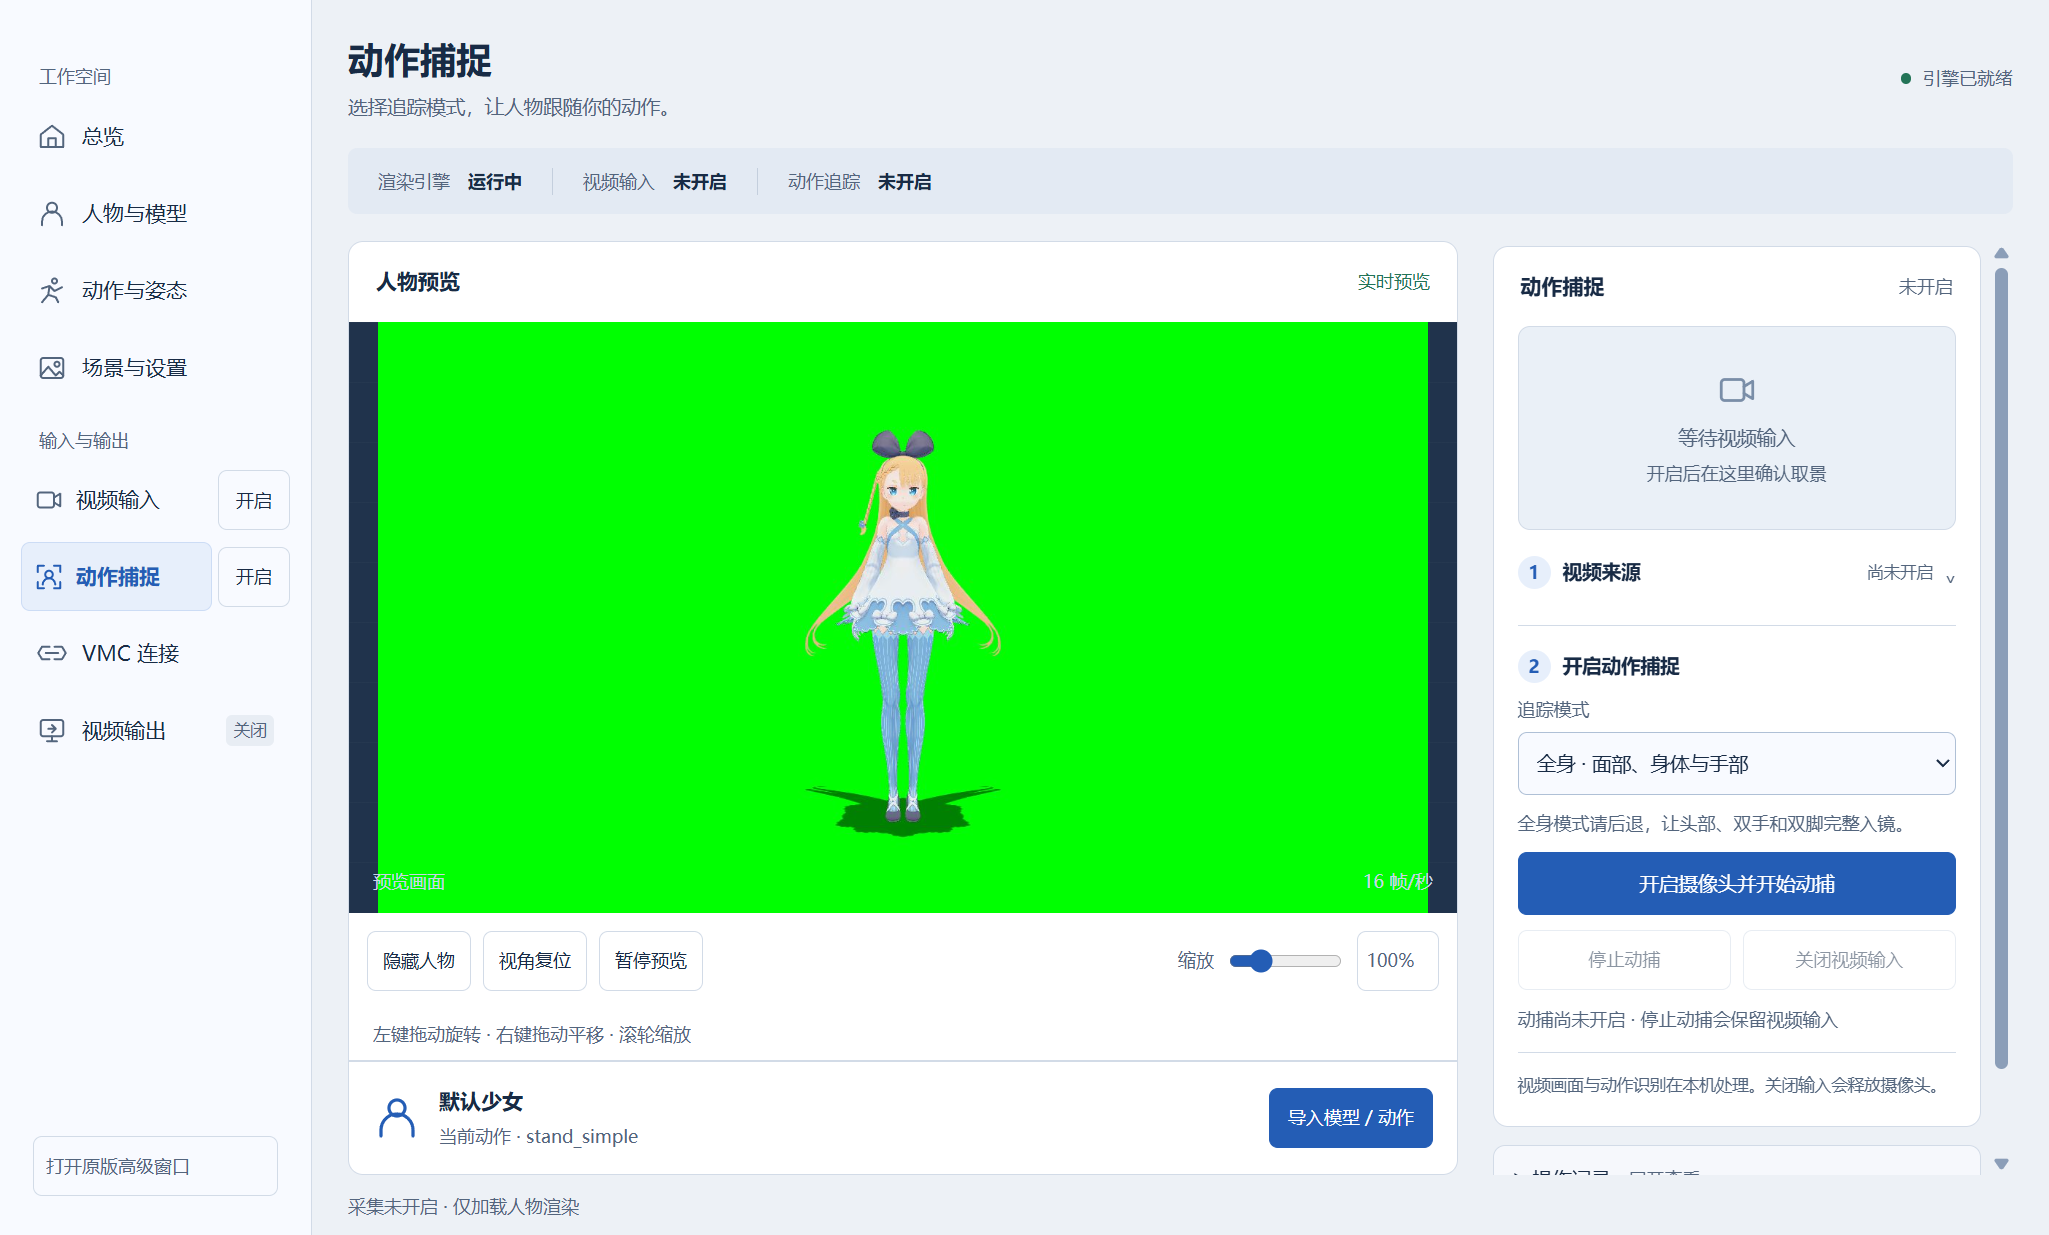 工作空间
总览
人物与模型
动作与姿态
场景与设置
输入与输出
视频输入 开启
动作捕捉 开启
VMC 连接
视频输出 关闭
打开原版高级窗口
动作捕捉
选择追踪模式，让人物跟随你的动作。
引擎已就绪
渲染引擎 运行中 视频输入 未开启 动作追踪 未开启
人物预览 实时预览
预览画面 16 帧/秒
隐藏人物 视角复位 暂停预览 缩放 100%
左键拖动旋转 · 右键拖动平移 · 滚轮缩放
默认少女
当前动作 · stand_simple
导入模型 / 动作
采集未开启 · 仅加载人物渲染
动作捕捉 未开启
等待视频输入
开启后在这里确认取景
1 视频来源 尚未开启
2 开启动作捕捉
追踪模式
全身 · 面部、身体与手部
全身模式请后退，让头部、双手和双脚完整入镜。
开启摄像头并开始动捕
停止动捕 关闭视频输入
动捕尚未开启 · 停止动捕会保留视频输入
视频画面与动作识别在本机处理。关闭输入会释放摄像头。